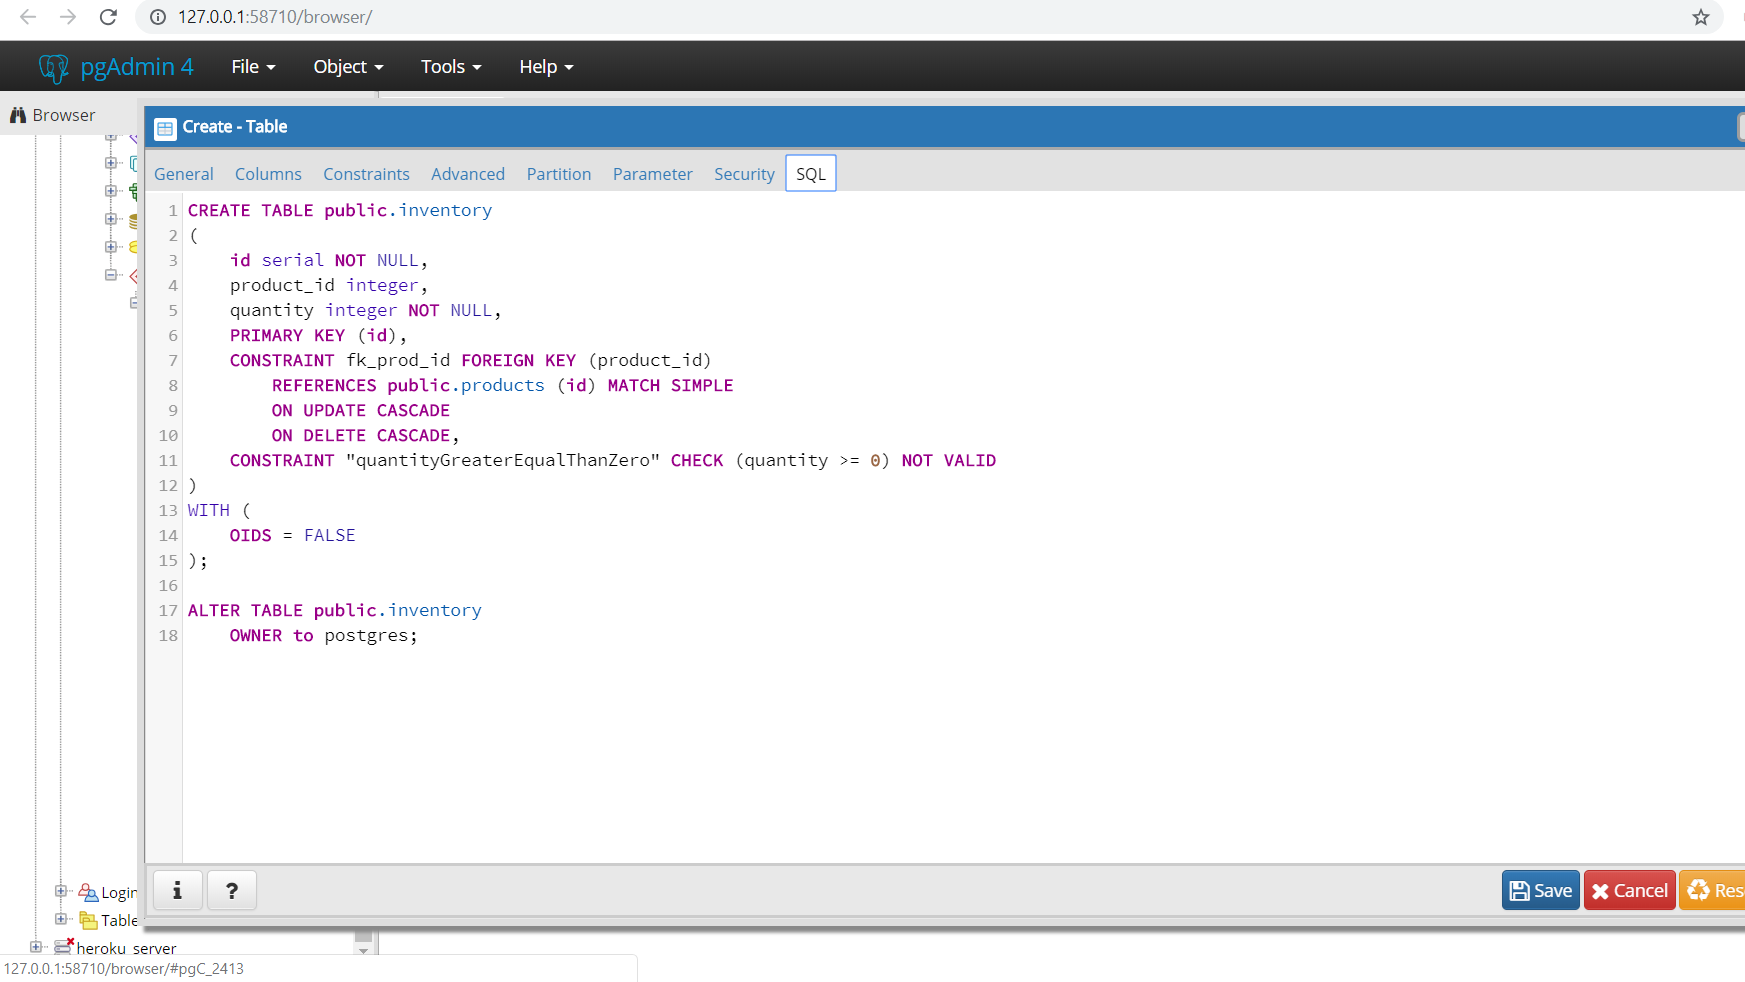 127.0.0.1:58710/browser/
pgAdmin 4 File Object Tools Help
Browser
Create - Table
General Columns Constraints Advanced Partition Parameter Security SQL
1 CREATE TABLE public.inventory
2 (
3     id serial NOT NULL,
4     product_id integer,
5     quantity integer NOT NULL,
6     PRIMARY KEY (id),
7     CONSTRAINT fk_prod_id FOREIGN KEY (product_id)
8         REFERENCES public.products (id) MATCH SIMPLE
9         ON UPDATE CASCADE
10         ON DELETE CASCADE,
11     CONSTRAINT "quantityGreaterEqualThanZero" CHECK (quantity >= 0) NOT VALID
12 )
13 WITH (
14     OIDS = FALSE
15 );
16
17 ALTER TABLE public.inventory
18     OWNER to postgres;
i ? Save Cancel Res
Login
Table
heroku_server
127.0.0.1:58710/browser/#pgC_2413